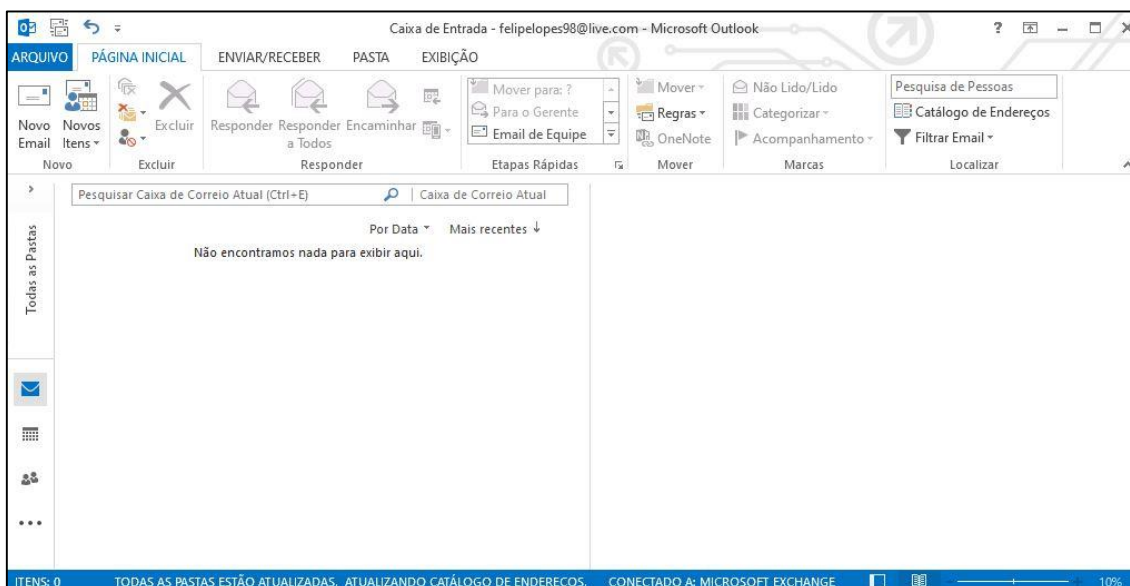 Caixa de Entrada - felipelopes98@live.com - Microsoft Outlook
ARQUIVO PÁGINA INICIAL ENVIAR/RECEBER PASTA EXIBIÇÃO
Novo Email
Novos Itens
Novo
Excluir
Excluir
Responder
Responder a Todos
Encaminhar
Responder
Mover para: ?
Para o Gerente
Email de Equipe
Etapas Rápidas
Mover
Regras
OneNote
Mover
Não Lido/Lido
Categorizar
Acompanhamento
Marcas
Pesquisa de Pessoas
Catálogo de Endereços
Filtrar Email
Localizar
Pesquisar Caixa de Correio Atual (Ctrl+E) Caixa de Correio Atual
Por Data Mais recentes
Não encontramos nada para exibir aqui.
Todas as Pastas
ITENS: 0 TODAS AS PASTAS ESTÃO ATUALIZADAS. ATUALIZANDO CATÁLOGO DE ENDEREÇOS. CONECTADO A: MICROSOFT EXCHANGE 10%